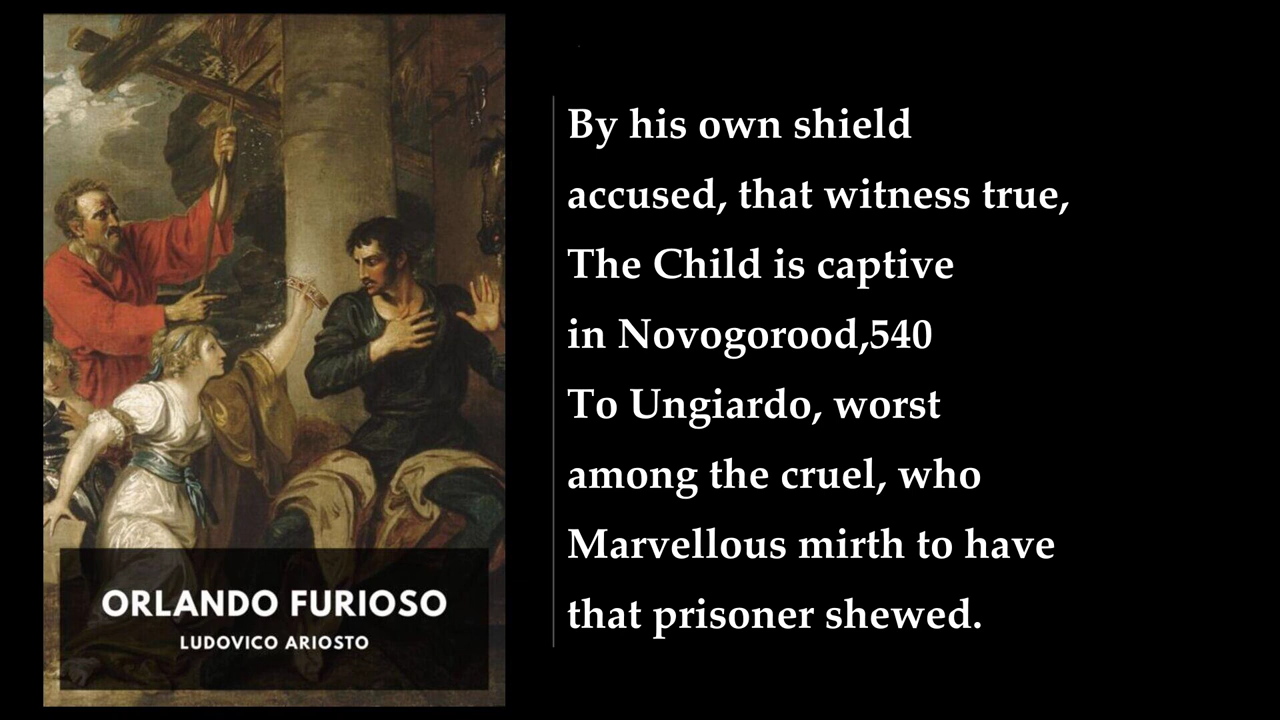 ORLANDO FURIOSO
LUDOVICO ARIOSTO
By his own shield
accused, that witness true,
The Child is captive
in Novogorood,540
To Ungiardo, worst
among the cruel, who
Marvellous mirth to have
that prisoner shewed.